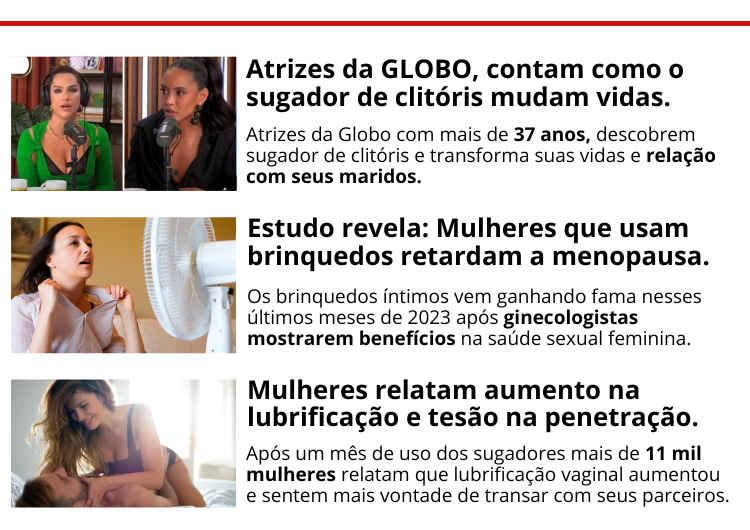 Atrizes da GLOBO, contam como o
sugador de clitóris mudam vidas.
Atrizes da Globo com mais de 37 anos, descobrem
sugador de clitóris e transforma suas vidas e relação
com seus maridos.
Estudo revela: Mulheres que usam
brinquedos retardam a menopausa.
Os brinquedos íntimos vem ganhando fama nesses
últimos meses de 2023 após ginecologistas
mostrarem benefícios na saúde sexual feminina.
Mulheres relatam aumento na
lubrificação e tesão na penetração.
Após um mês de uso dos sugadores mais de 11 mil
mulheres relatam que lubrificação vaginal aumentou
e sentem mais vontade de transar com seus parceiros.